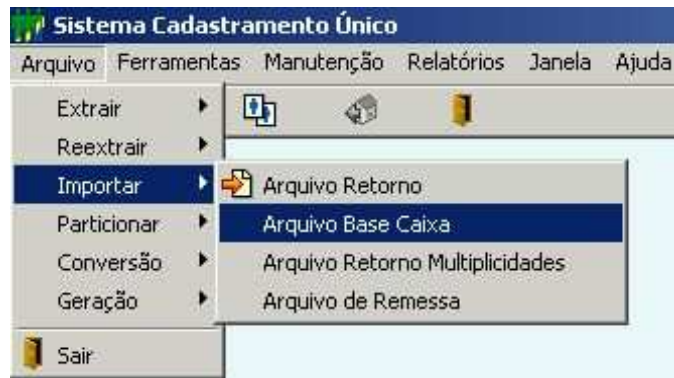 Sistema Cadastramento Único
Arquivo Ferramentas Manutenção Relatórios Janela Ajuda
Extrair
Reextrair
Importar
Arquivo Retorno
Particionar
Arquivo Base Caixa
Conversão
Arquivo Retorno Multiplicidades
Geração
Arquivo de Remessa
Sair